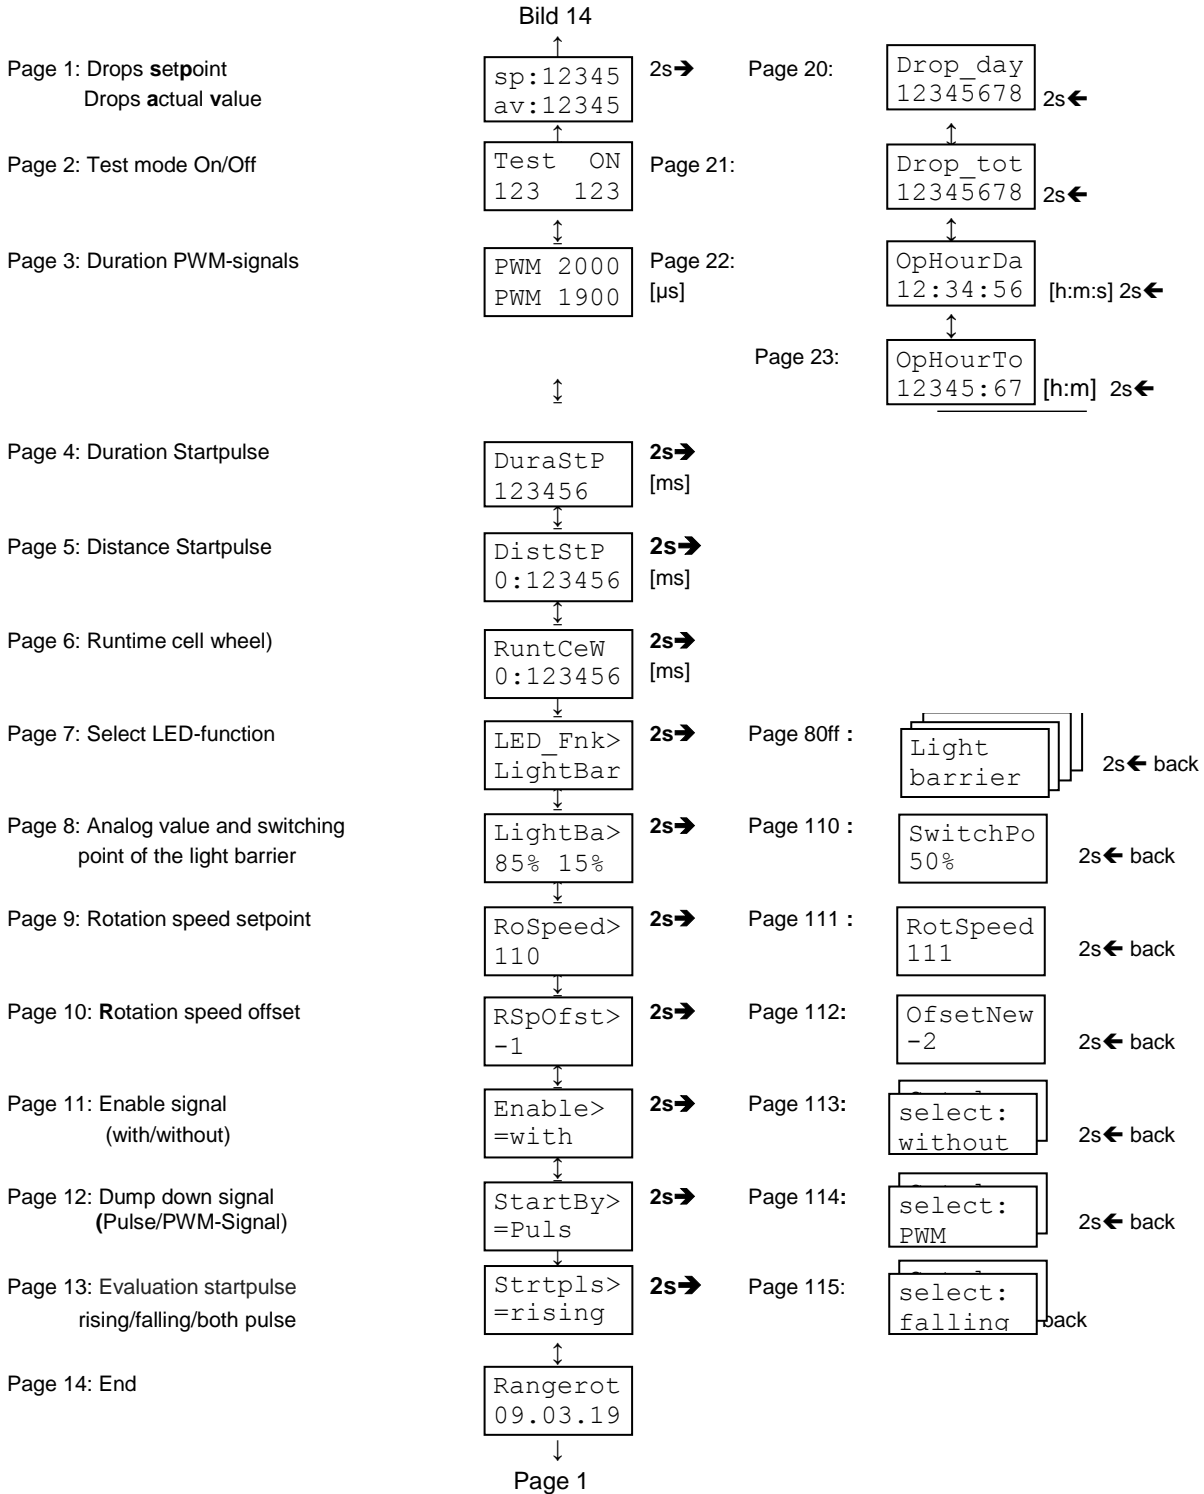 Bild 14
↑
Page 1: Drops setpoint
Drops actual value
sp:12345
av:12345
2s➔
Page 20:
Drop_day
12345678
2s←
Page 2: Test mode On/Off
Test ON
123 123
Page 21:
Drop_tot
12345678
2s←
Page 3: Duration PWM-signals
PWM 2000
PWM 1900
Page 22:
[µs]
OpHourDa
12:34:56
[h:m:s] 2s←
Page 23:
OpHourTo
12345:67
[h:m] 2s←
Page 4: Duration Startpulse
DuraStP
123456
2s➔
[ms]
Page 5: Distance Startpulse
DistStP
0:123456
2s➔
[ms]
Page 6: Runtime cell wheel)
RuntCeW
0:123456
2s➔
[ms]
Page 7: Select LED-function
LED_Fnk>
LightBar
2s➔
Page 80ff :
Light
barrier
2s← back
Page 8: Analog value and switching
point of the light barrier
LightBa>
85% 15%
2s➔
Page 110 :
SwitchPo
50%
2s← back
Page 9: Rotation speed setpoint
RoSpeed>
110
2s➔
Page 111 :
RotSpeed
111
2s← back
Page 10: Rotation speed offset
RSpOfst>
-1
2s➔
Page 112:
OfsetNew
-2
2s← back
Page 11: Enable signal
(with/without)
Enable>
=with
2s➔
Page 113:
select:
without
2s← back
Page 12: Dump down signal
(Pulse/PWM-Signal)
StartBy>
=Puls
2s➔
Page 114:
select:
PWM
2s← back
Page 13: Evaluation startpulse
rising/falling/both pulse
Strtpls>
=rising
2s➔
Page 115:
select:
falling
back
Page 14: End
Rangerot
09.03.19
↓
Page 1